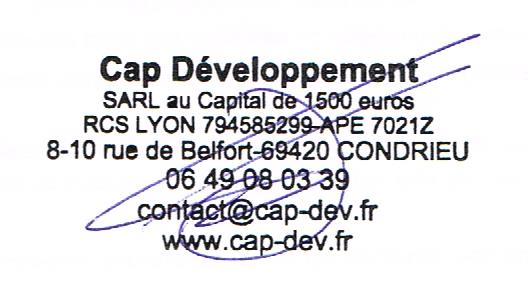 Cap Développement
SARL au Capital de 1500 euros
RCS LYON 794585299-APE 7021Z
8-10 rue de Belfort-69420 CONDRIEU
06 49 08 03 39
contact@cap-dev.fr
www.cap-dev.fr